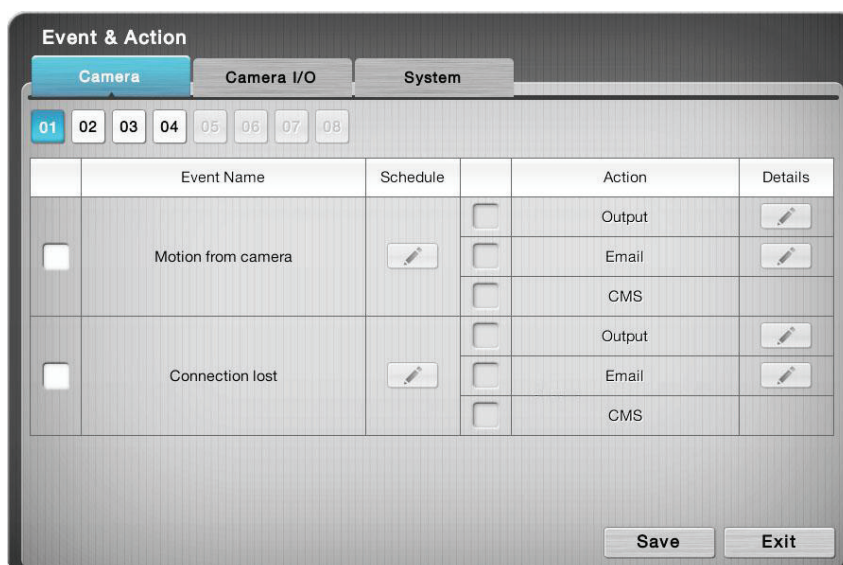 Event & Action
Camera Camera I/O System
01 02 03 04 05 06 07 08
Event Name Schedule Action Details
Output
Motion from camera Email
CMS
Output
Connection lost Email
CMS
Save Exit